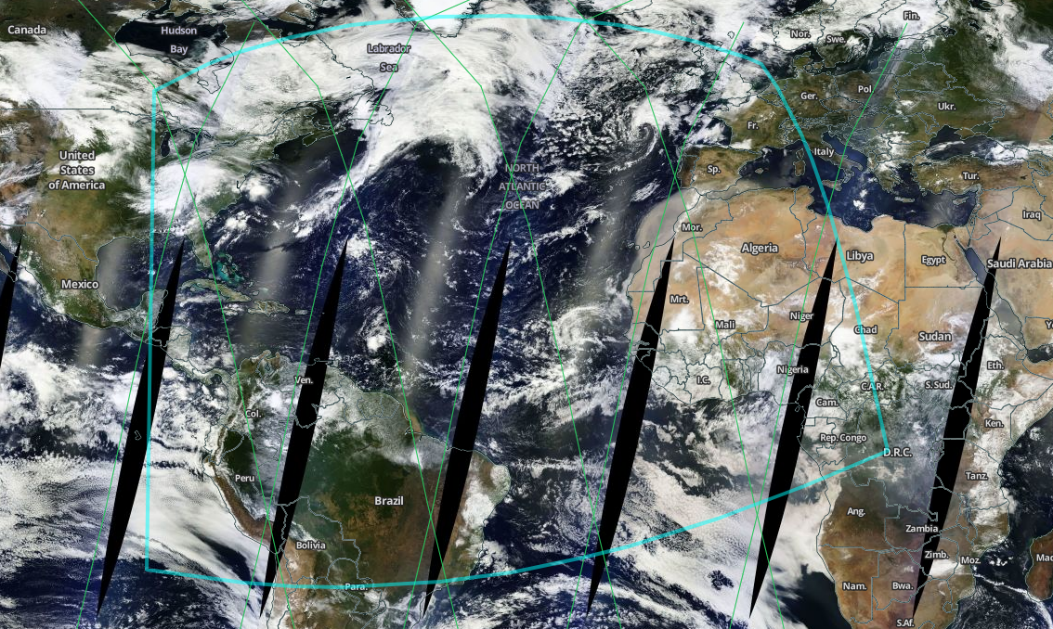 Canada
Hudson
Bay
Labrador
Sea
Nor.
Swe.
Fin.
Ger.
Pol.
Ukr.
Fr.
United
States
of America
NORTH
ATLANTIC
OCEAN
Sp.
Italy
Tur.
Mor.
Iraq
Algeria
Libya
Egypt
Saudi Arabia
Mexico
Mrt.
Mali
Niger
Chad
Sudan
Ye
Nigeria
I.C.
C.A.R.
S. Sud.
Eth.
Ven.
Col.
Cam.
Rep. Congo
Ken.
D.R.C.
Peru
Brazil
Tanz.
Ang.
Zambia
Bolivia
Zimb.
Moz.
Mad
Para.
Nam.
Bwa.
S.Af.